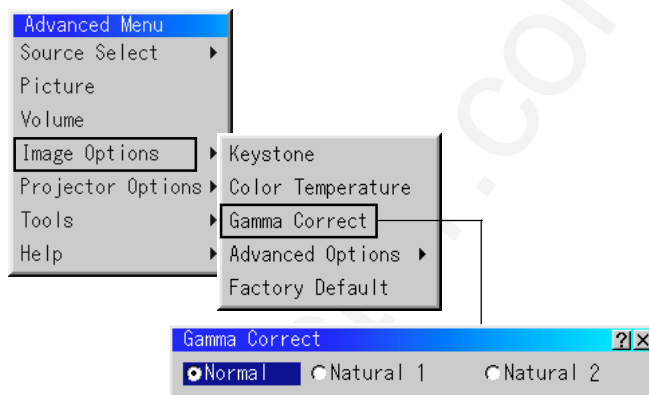 Advanced Menu
Source Select
Picture
Volume
Image Options
Projector Options
Tools
Help
Keystone
Color Temperature
Gamma Correct
Advanced Options
Factory Default
Gamma Correct ? ×
Normal Natural 1 Natural 2